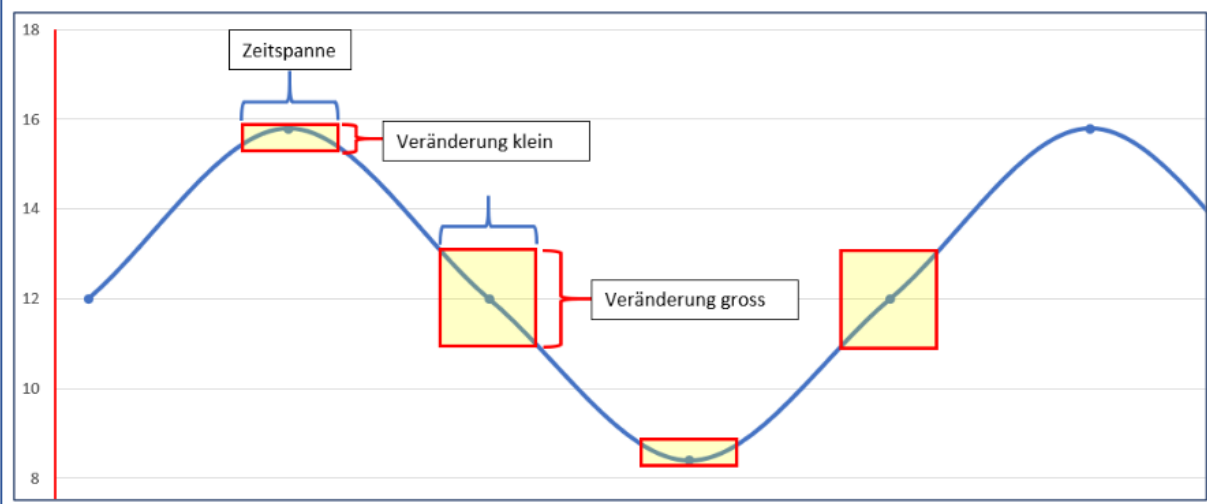 18
Zeitspanne
16
Veränderung klein
14
12
Veränderung gross
10
8